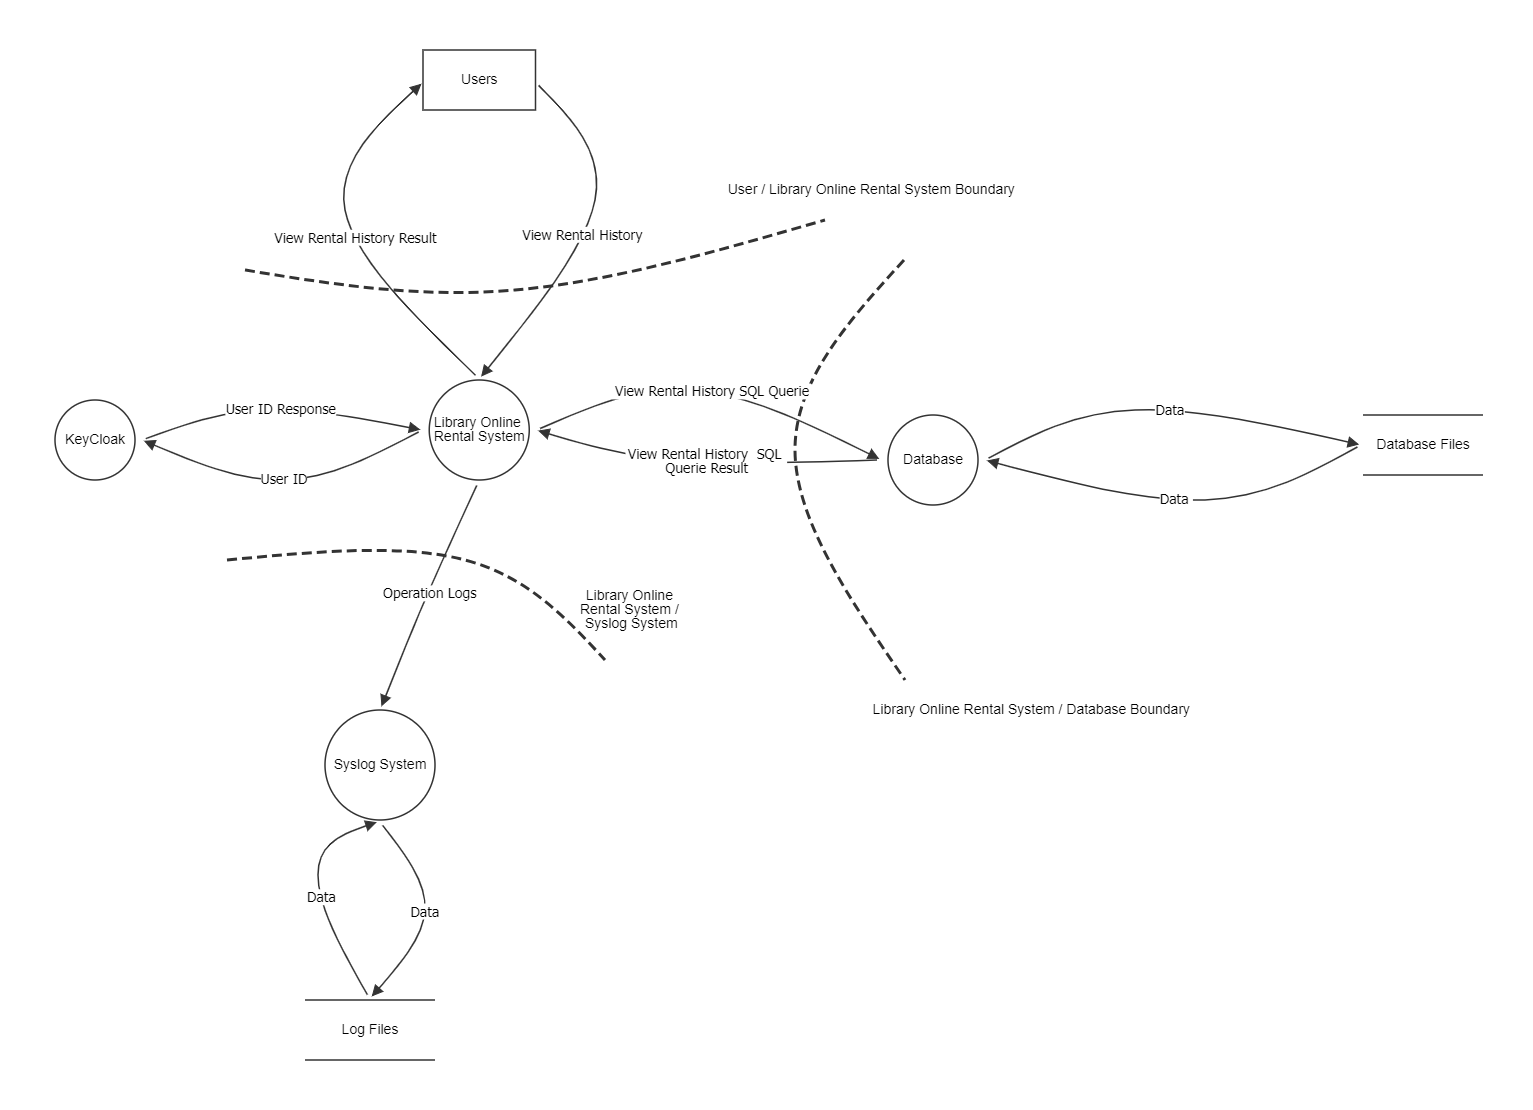 Users
User / Library Online Rental System Boundary
View Rental History Result
View Rental History
View Rental History SQL Querie
User ID Response
KeyCloak
Library Online
Rental System
View Rental History  SQL
Querie Result
Database
Data
Database Files
User ID
Data
Operation Logs
Library Online
Rental System /
Syslog System
Library Online Rental System / Database Boundary
Syslog System
Data
Data
Log Files